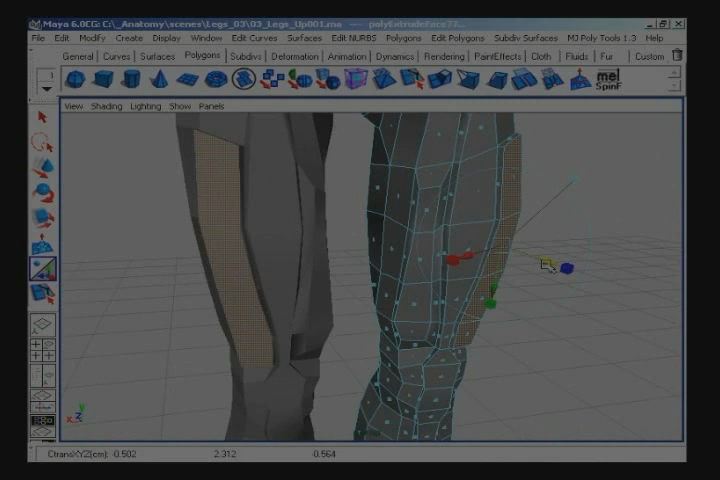 Maya 6.0CG: C:\_Anatomy\scenes\Legs_03\03_Legs_Up001.ma --- polyExtrudeFace77...
File Edit Modify Create Display Window Edit Curves Surfaces Edit NURBS Polygons Edit Polygons Subdiv Surfaces MJ Poly Tools 1.3 Help
General Curves Surfaces Polygons Subdivs Deformation Animation Dynamics Rendering PaintEffects Cloth Fluids Fur Custom
1
mel
SpinF
View Shading Lighting Show Panels
y
z
x
CtransXYZ(cm): -0.502 2.312 -0.564